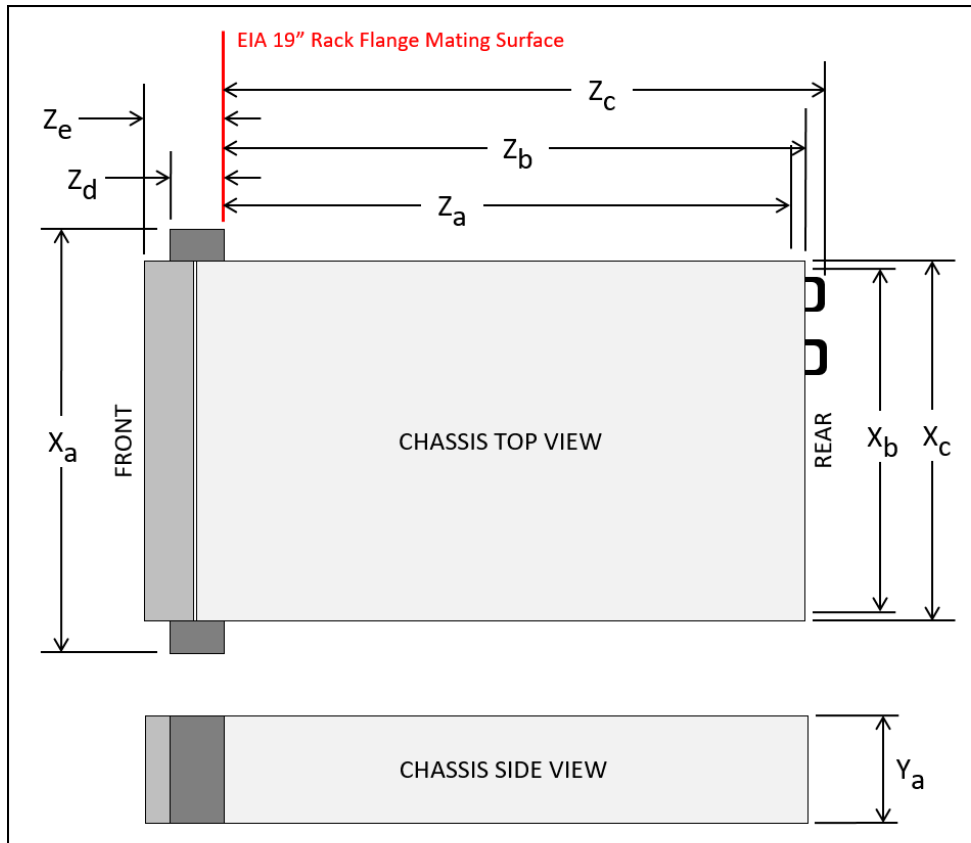 EIA 19” Rack Flange Mating Surface
Zc
Ze
Zb
Zd
Za
FRONT
Xa
CHASSIS TOP VIEW
REAR
Xb
Xc
CHASSIS SIDE VIEW
Ya